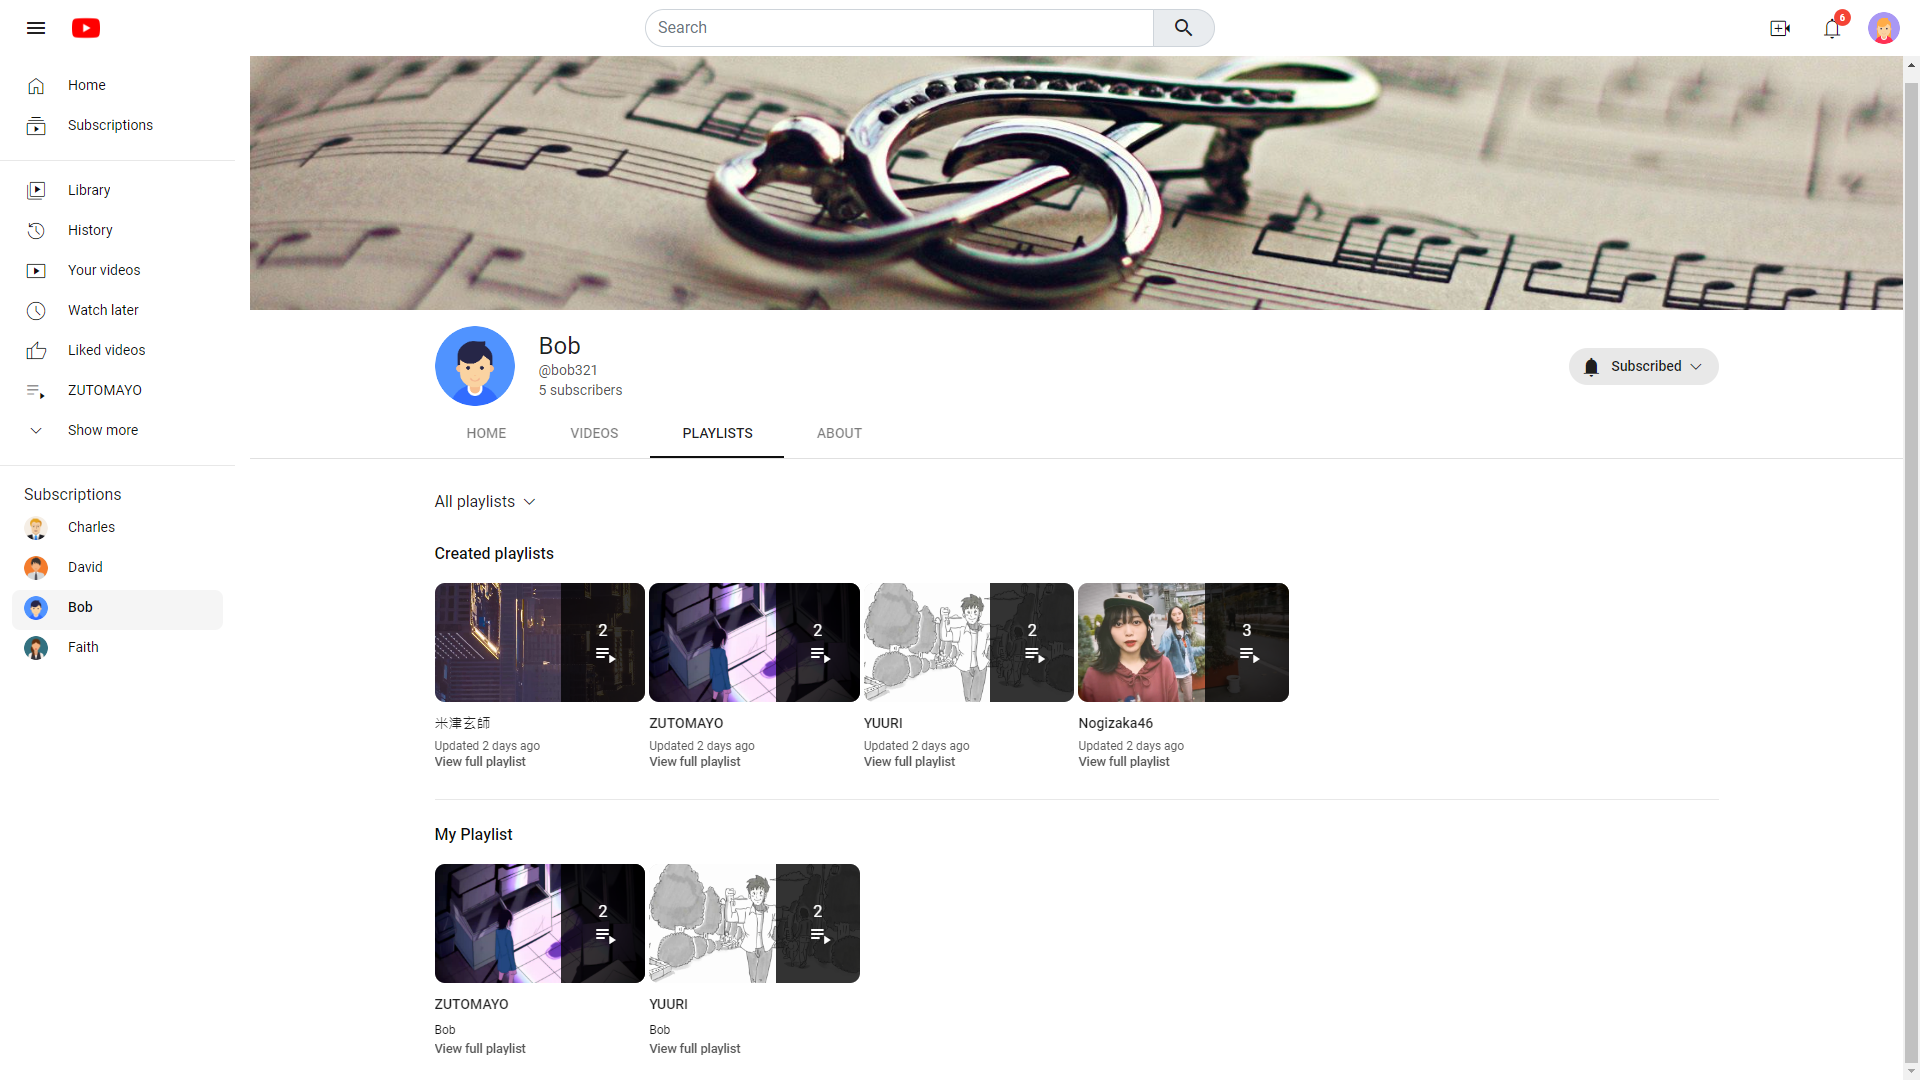 Search
6
Home
Subscriptions
Library
History
Your videos
Watch later
Liked videos
ZUTOMAYO
Show more
Subscriptions
Charles
David
Bob
Faith
Bob
@bob321
5 subscribers
Subscribed
HOME VIDEOS PLAYLISTS ABOUT
All playlists
Created playlists
2 2 2 3
米津玄師 ZUTOMAYO YUURI Nogizaka46
Updated 2 days ago Updated 2 days ago Updated 2 days ago Updated 2 days ago
View full playlist View full playlist View full playlist View full playlist
My Playlist
2 2
ZUTOMAYO YUURI
Bob Bob
View full playlist View full playlist